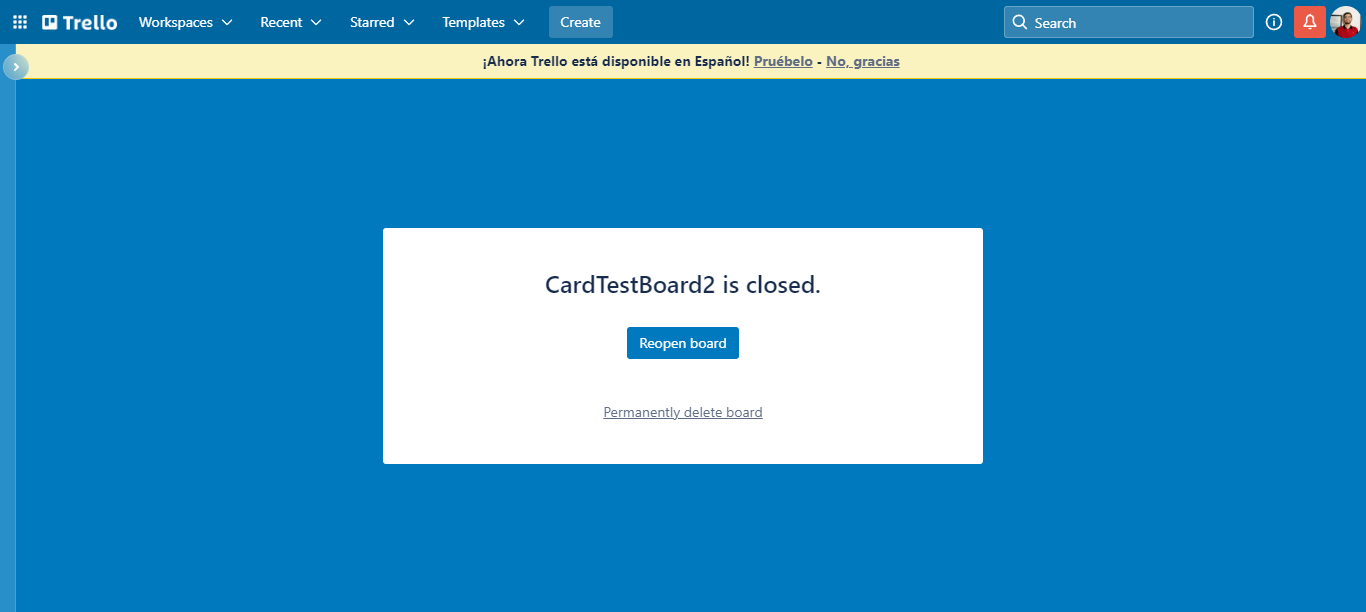 Trello Workspaces Recent Starred Templates Create Search
¡Ahora Trello está disponible en Español! Pruébelo - No, gracias
CardTestBoard2 is closed.
Reopen board
Permanently delete board